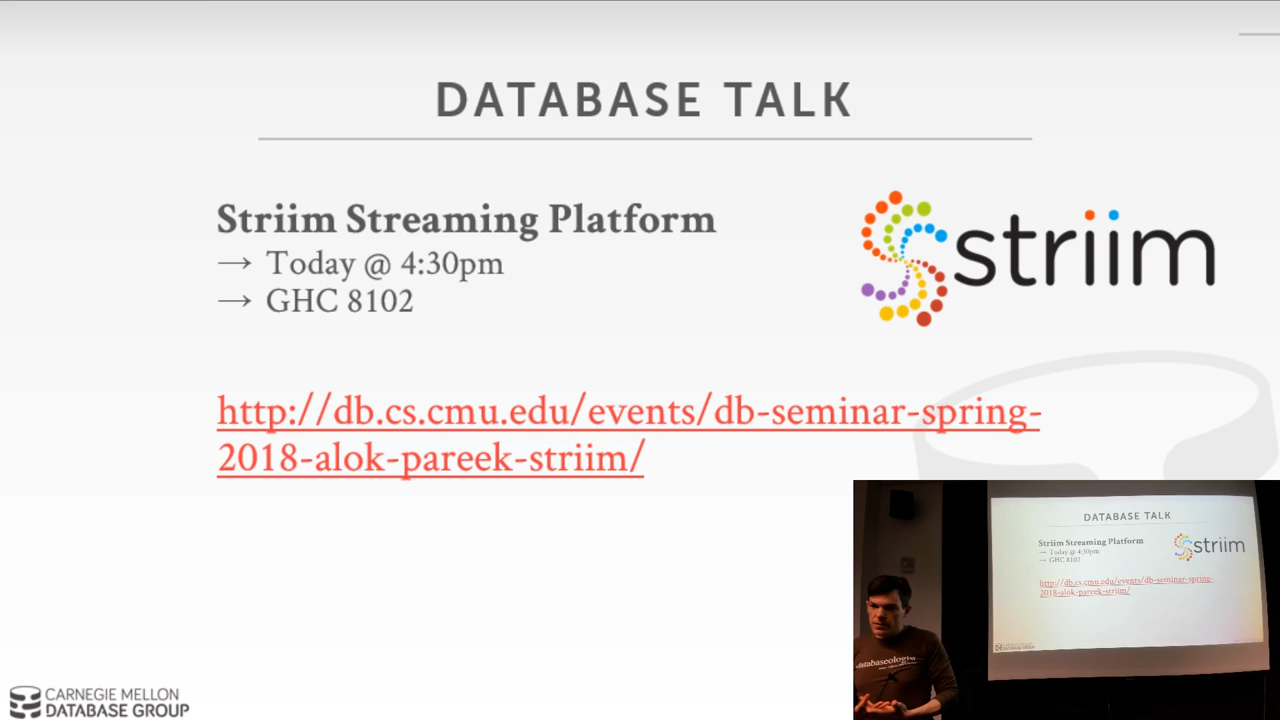 DATABASE TALK
Striim Streaming Platform
→ Today @ 4:30pm
→ GHC 8102
striim
http://db.cs.cmu.edu/events/db-seminar-spring-
2018-alok-pareek-striim/
DATABASE TALK
Striim Streaming Platform
→ Today @ 4:30pm
→ GHC 8102
striim
http://db.cs.cmu.edu/events/db-seminar-spring-
2018-alok-pareek-striim/
databaseologist
CARNEGIE MELLON
DATABASE GROUP